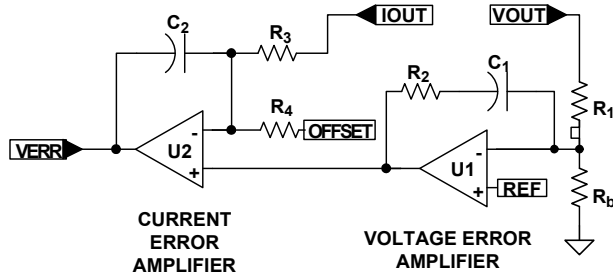 C2
R3
IOUT
VOUT
R2
C1
R1
R4
OFFSET
-
-
VERR
U2
+
U1
+
REF
Rb
CURRENT
ERROR
AMPLIFIER
VOLTAGE ERROR
AMPLIFIER